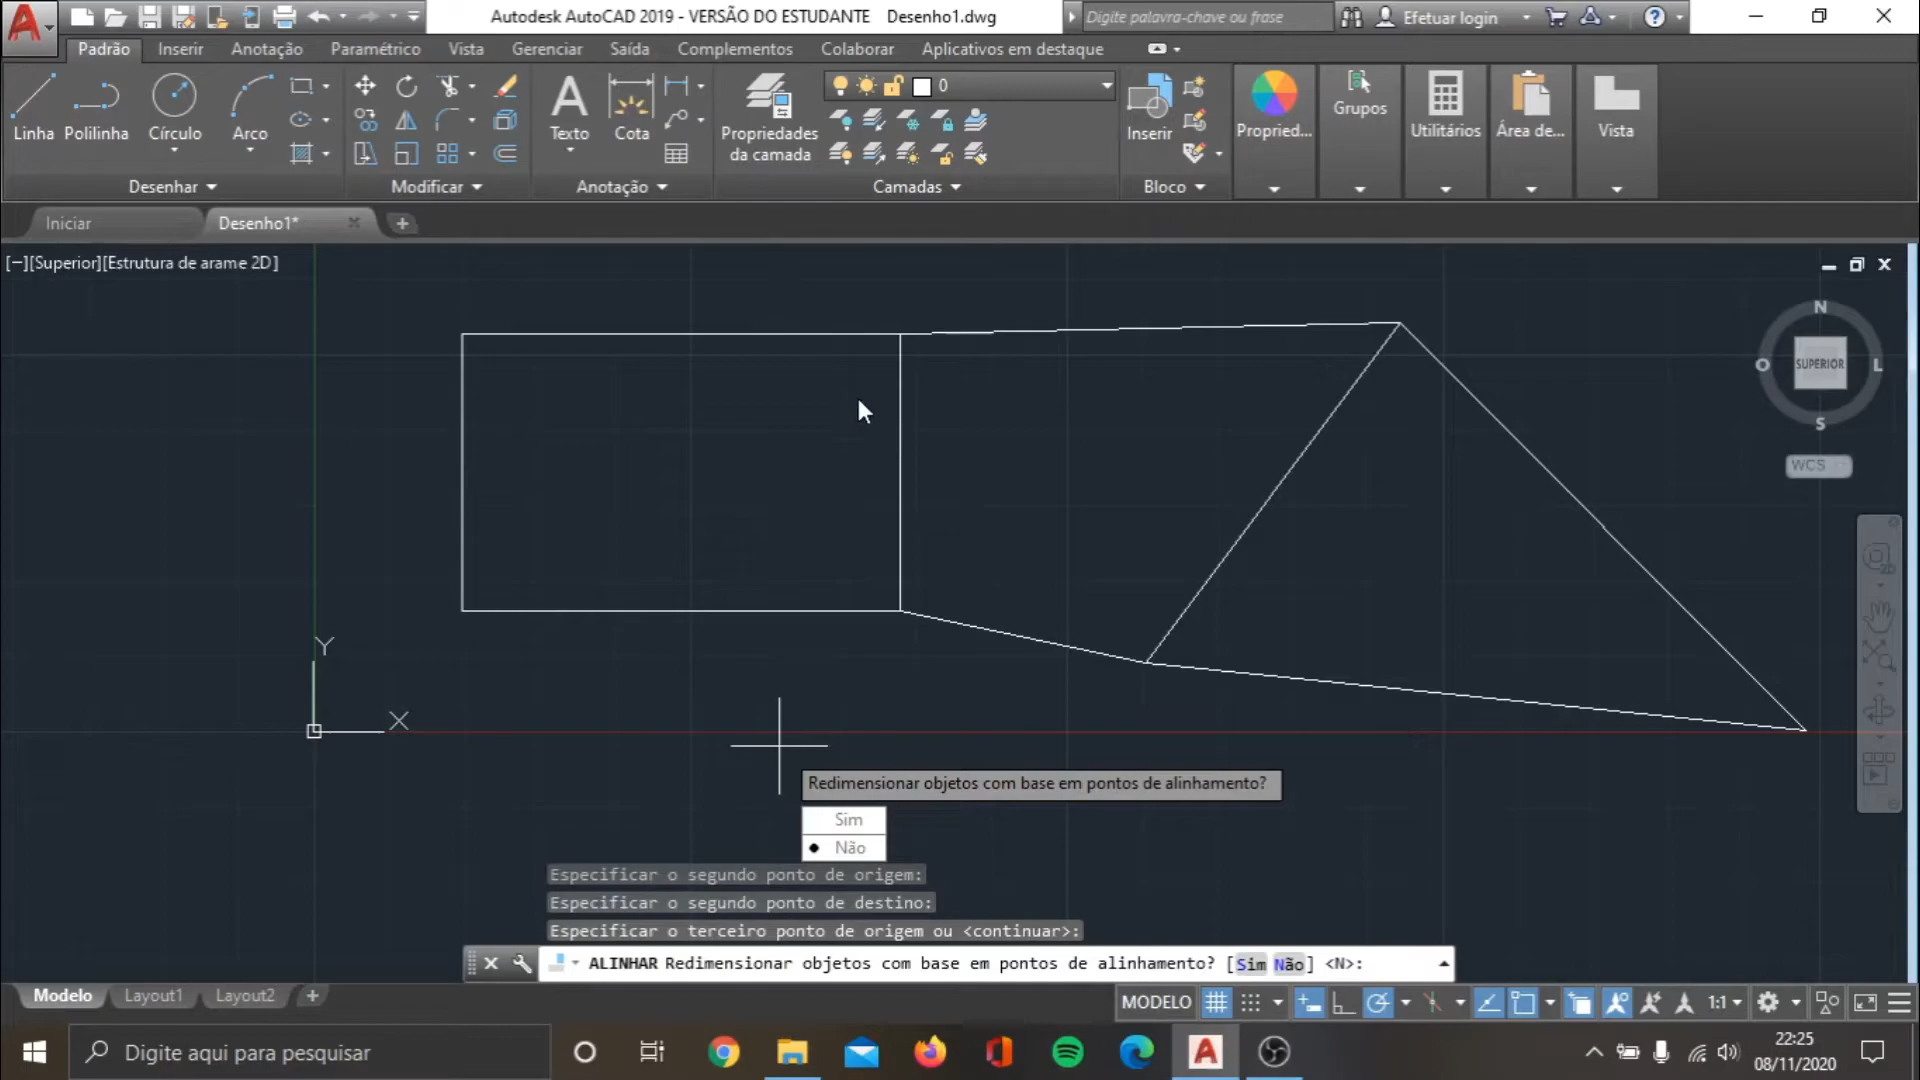 Autodesk AutoCAD 2019 - VERSÃO DO ESTUDANTE Desenho1.dwg
Digite palavra-chave ou frase
Efetuar login
Padrão Inserir Anotação Paramétrico Vista Gerenciar Saída Complementos Colaborar Aplicativos em destaque
0
Linha Polilinha Círculo Arco
Texto Cota
Propriedades da camada
Inserir
Propried...
Grupos
Utilitários
Área de...
Vista
Desenhar Modificar Anotação Camadas Bloco
Iniciar Desenho1*
[−][Superior][Estrutura de arame 2D]
N
O SUPERIOR L
S
WCS
2D
Y
X
Redimensionar objetos com base em pontos de alinhamento?
Sim
Não
Especificar o segundo ponto de origem:
Especificar o segundo ponto de destino:
Especificar o terceiro ponto de origem ou <continuar>:
ALINHAR Redimensionar objetos com base em pontos de alinhamento? [Sim Não] <N>:
Modelo Layout1 Layout2
MODELO 1:1
Digite aqui para pesquisar
22:25
08/11/2020